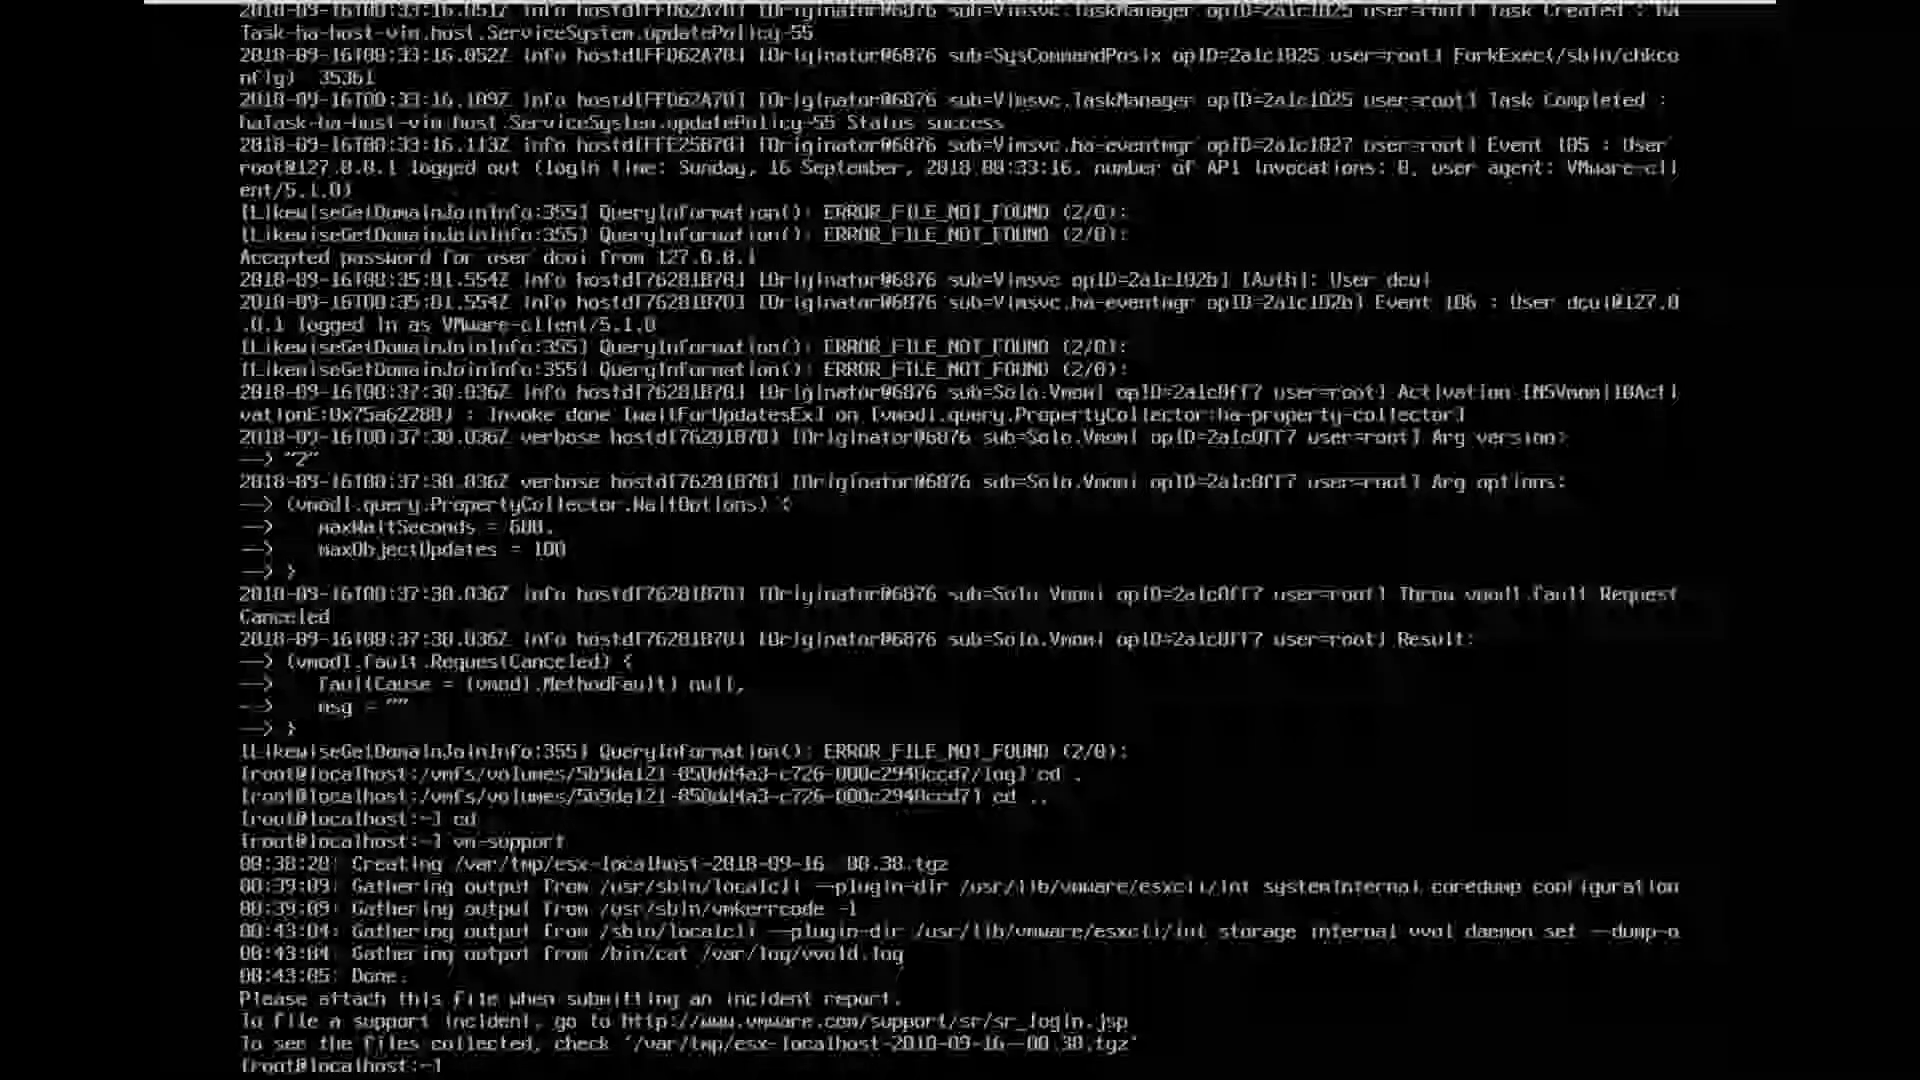 2018-09-16T00:33:16.051Z info hostd[FFD62A70] [Originator@6876 sub=Vimsvc.TaskManager opID=2a1c1025 user=root] Task Created : ha
Task-ha-host-vim.host.ServiceSystem.updatePolicy-55
2018-09-16T00:33:16.052Z info hostd[FFD62A70] [Originator@6876 sub=SysCommandPosix opID=2a1c1025 user=root] ForkExec(/sbin/chkco
nfig) 35361
2018-09-16T00:33:16.109Z info hostd[FFD62A70] [Originator@6876 sub=Vimsvc.TaskManager opID=2a1c1025 user=root] Task Completed :
haTask-ha-host-vim.host.ServiceSystem.updatePolicy-55 Status success
2018-09-16T00:33:16.113Z info hostd[FFE25B70] [Originator@6876 sub=Vimsvc.ha-eventmgr opID=2a1c1027 user=root] Event 105 : User
root@127.0.0.1 logged out (login time: Sunday, 16 September, 2018 00:33:16, number of API invocations: 0, user agent: VMware-cli
ent/5.1.0)
[LikewiseGetDomainJoinInfo:355] QueryInformation(): ERROR_FILE_NOT_FOUND (2/0):
[LikewiseGetDomainJoinInfo:355] QueryInformation(): ERROR_FILE_NOT_FOUND (2/0):
Accepted password for user dcui from 127.0.0.1
2018-09-16T00:35:01.554Z info hostd[76281B70] [Originator@6876 sub=Vimsvc opID=2a1c102b] [Auth]: User dcui
2018-09-16T00:35:01.554Z info hostd[76281B70] [Originator@6876 sub=Vimsvc.ha-eventmgr opID=2a1c102b] Event 106 : User dcui@127.0
.0.1 logged in as VMware-client/5.1.0
[LikewiseGetDomainJoinInfo:355] QueryInformation(): ERROR_FILE_NOT_FOUND (2/0):
[LikewiseGetDomainJoinInfo:355] QueryInformation(): ERROR_FILE_NOT_FOUND (2/0):
2018-09-16T00:37:30.036Z info hostd[76281B70] [Originator@6876 sub=Solo.Vmomi opID=2a1c0ff7 user=root] Activation [N5Vmomi10Acti
vationE:0x75a62288] : Invoke done [waitForUpdatesEx] on [vmodl.query.PropertyCollector:ha-property-collector]
2018-09-16T00:37:30.036Z verbose hostd[76281B70] [Originator@6876 sub=Solo.Vmomi opID=2a1c0ff7 user=root] Arg version:
--> "2"
2018-09-16T00:37:30.036Z verbose hostd[76281B70] [Originator@6876 sub=Solo.Vmomi opID=2a1c0ff7 user=root] Arg options:
--> (vmodl.query.PropertyCollector.WaitOptions) {
-->    maxWaitSeconds = 600,
-->    maxObjectUpdates = 100
--> }
2018-09-16T00:37:30.036Z info hostd[76281B70] [Originator@6876 sub=Solo.Vmomi opID=2a1c0ff7 user=root] Throw vmodl.fault.Request
Canceled
2018-09-16T00:37:30.036Z info hostd[76281B70] [Originator@6876 sub=Solo.Vmomi opID=2a1c0ff7 user=root] Result:
--> (vmodl.fault.RequestCanceled) {
-->    faultCause = (vmodl.MethodFault) null,
-->    msg = ""
--> }
[LikewiseGetDomainJoinInfo:355] QueryInformation(): ERROR_FILE_NOT_FOUND (2/0):
[root@localhost:/vmfs/volumes/5b9da121-850dd4a3-c726-000c2940ccd7/log] cd .
[root@localhost:/vmfs/volumes/5b9da121-850dd4a3-c726-000c2940ccd7] cd ..
[root@localhost:~] cd
[root@localhost:~] vm-support
00:38:20: Creating /var/tmp/esx-localhost-2018-09-16--00.38.tgz
00:39:09: Gathering output from /usr/sbin/localcli --plugin-dir /usr/lib/vmware/esxcli/int systemInternal coredump configuration
00:39:09: Gathering output from /usr/sbin/vmkerrcode -l
00:43:04: Gathering output from /sbin/localcli --plugin-dir /usr/lib/vmware/esxcli/int storage internal vvol daemon set --dump-o
00:43:04: Gathering output from /bin/cat /var/log/vvold.log
00:43:05: Done.
Please attach this file when submitting an incident report.
To file a support incident, go to http://www.vmware.com/support/sr/sr_login.jsp
To see the files collected, check '/var/tmp/esx-localhost-2018-09-16--00.38.tgz'
[root@localhost:~]